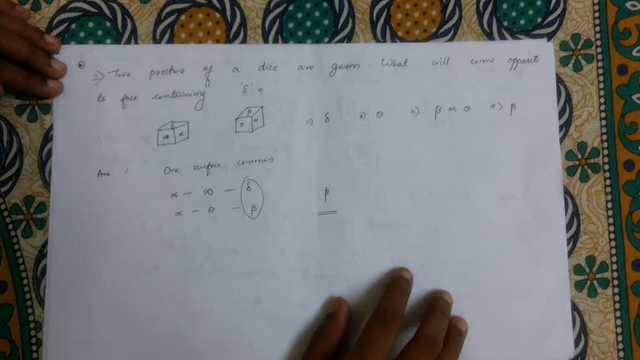 2) Two position of a dice are given. What will come opposite
to face containing 'δ'.
1) δ 2) θ 3) β or θ 4) β
Ans : One surface common
α - ∞ - δ
α - θ - β
β